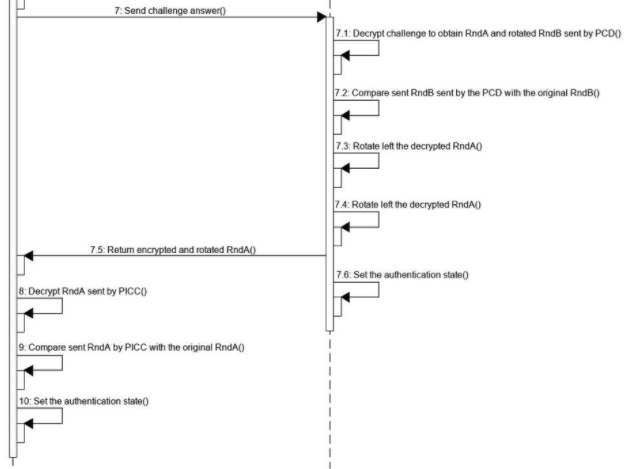 7: Send challenge answer()
7.1: Decrypt challenge to obtain RndA and rotated RndB sent by PCD()
7.2: Compare sent RndB sent by the PCD with the original RndB()
7.3: Rotate left the decrypted RndA()
7.4: Rotate left the decrypted RndA()
7.5: Return encrypted and rotated RndA()
7.6: Set the authentication state()
8: Decrypt RndA sent by PICC()
9: Compare sent RndA by PICC with the original RndA()
10: Set the authentication state()